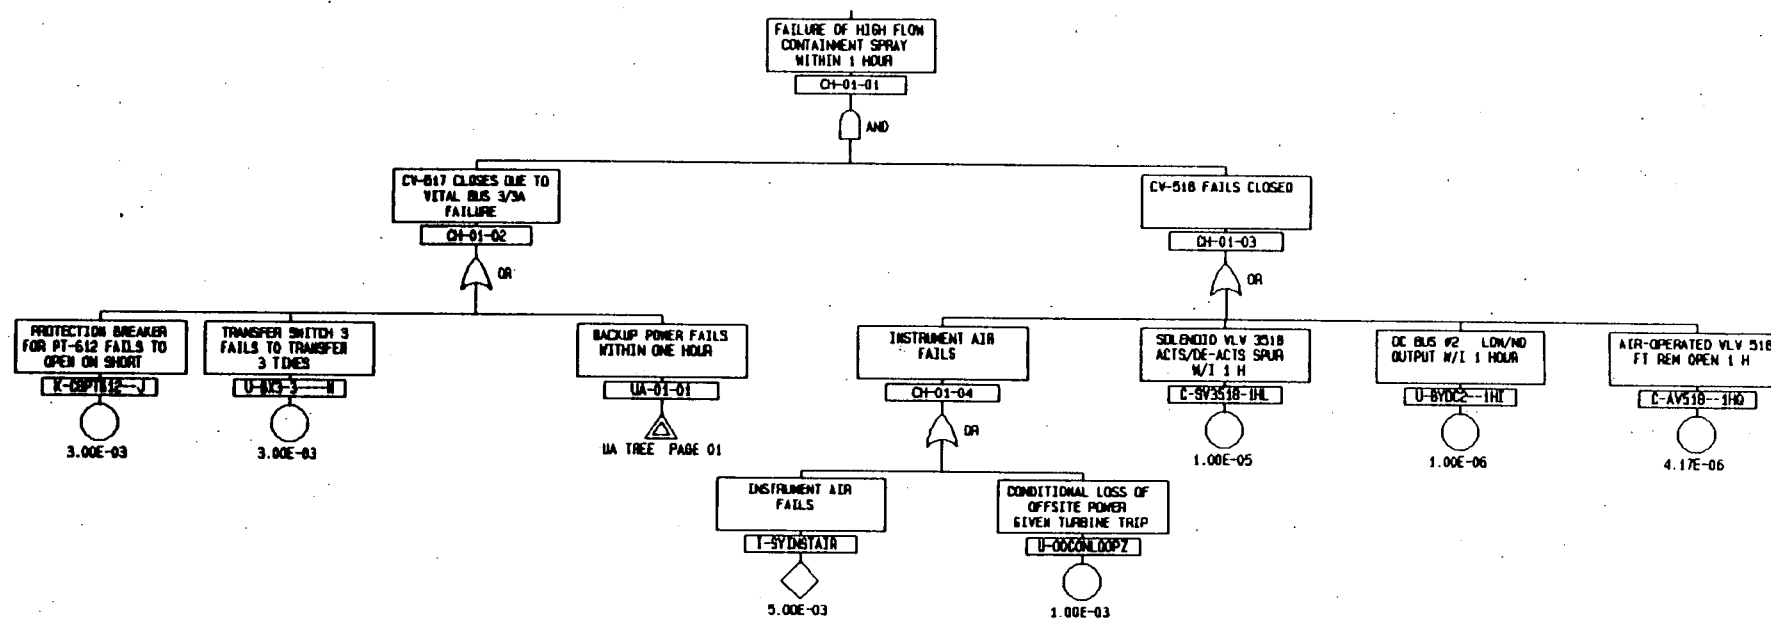 FAILURE OF HIGH FLOW
CONTAINMENT SPRAY
WITHIN 1 HOUR
CH-01-01
AND
CV-517 CLOSES DUE TO
VITAL BUS 3/3A
FAILURE
CH-01-02
OR
CV-518 FAILS CLOSED
CH-01-03
OR
PROTECTION BREAKER
FOR PT-612 FAILS TO
OPEN ON SHORT
K-CBPT612--J
3.00E-03
TRANSFER SWITCH 3
FAILS TO TRANSFER
3 TIMES
3.00E-03
BACKUP POWER FAILS
WITHIN ONE HOUR
UA-01-01
UA TREE PAGE 01
INSTRUMENT AIR
FAILS
CH-01-04
OR
SOLENOID VLV 3518
ACTS/DE-ACTS SPUR
W/I 1 H
C-SV3518-1HL
1.00E-05
DC BUS #2 LOW/NO
OUTPUT W/I 1 HOUR
U-BYDC2--1HI
1.00E-06
AIR-OPERATED VLV 518
FT REM OPEN 1 H
C-AV518--1HQ
4.17E-06
INSTRUMENT AIR
FAILS
I-SYINSTAIR
5.00E-03
CONDITIONAL LOSS OF
OFFSITE POWER
GIVEN TURBINE TRIP
U-OOCONLOOPZ
1.00E-03